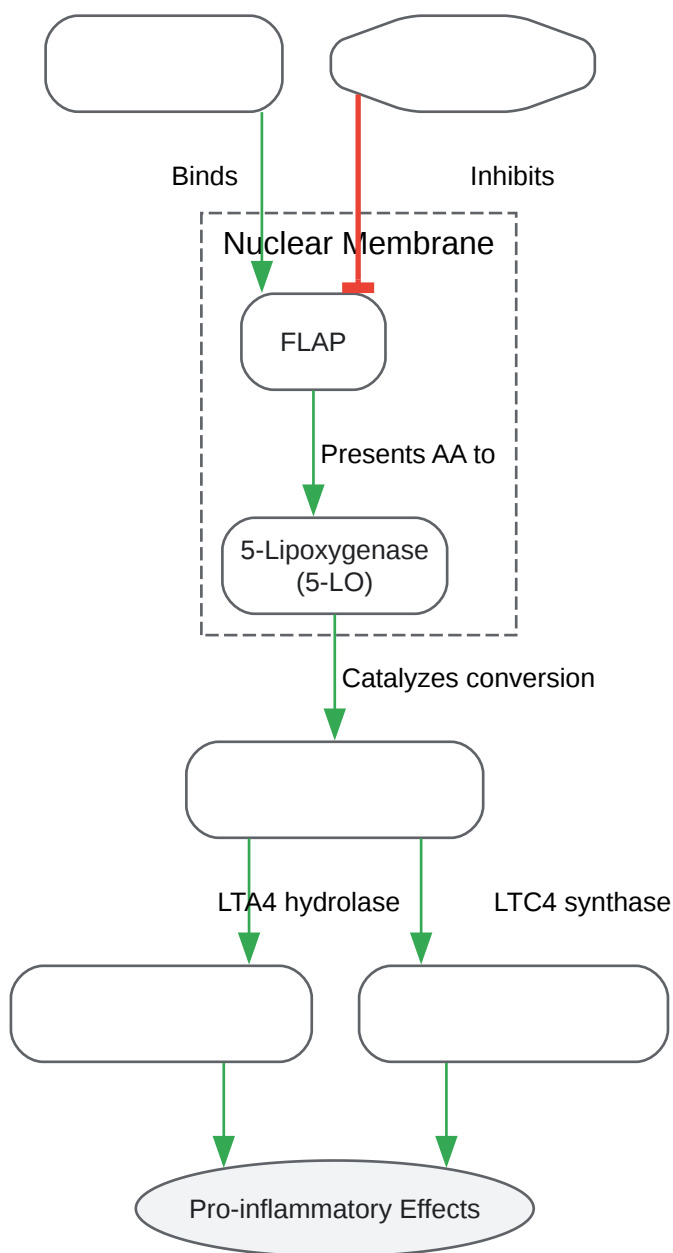 Binds
Inhibits
Nuclear Membrane
FLAP
Presents AA to
5-Lipoxygenase
(5-LO)
Catalyzes conversion
LTA4 hydrolase
LTC4 synthase
Pro-inflammatory Effects